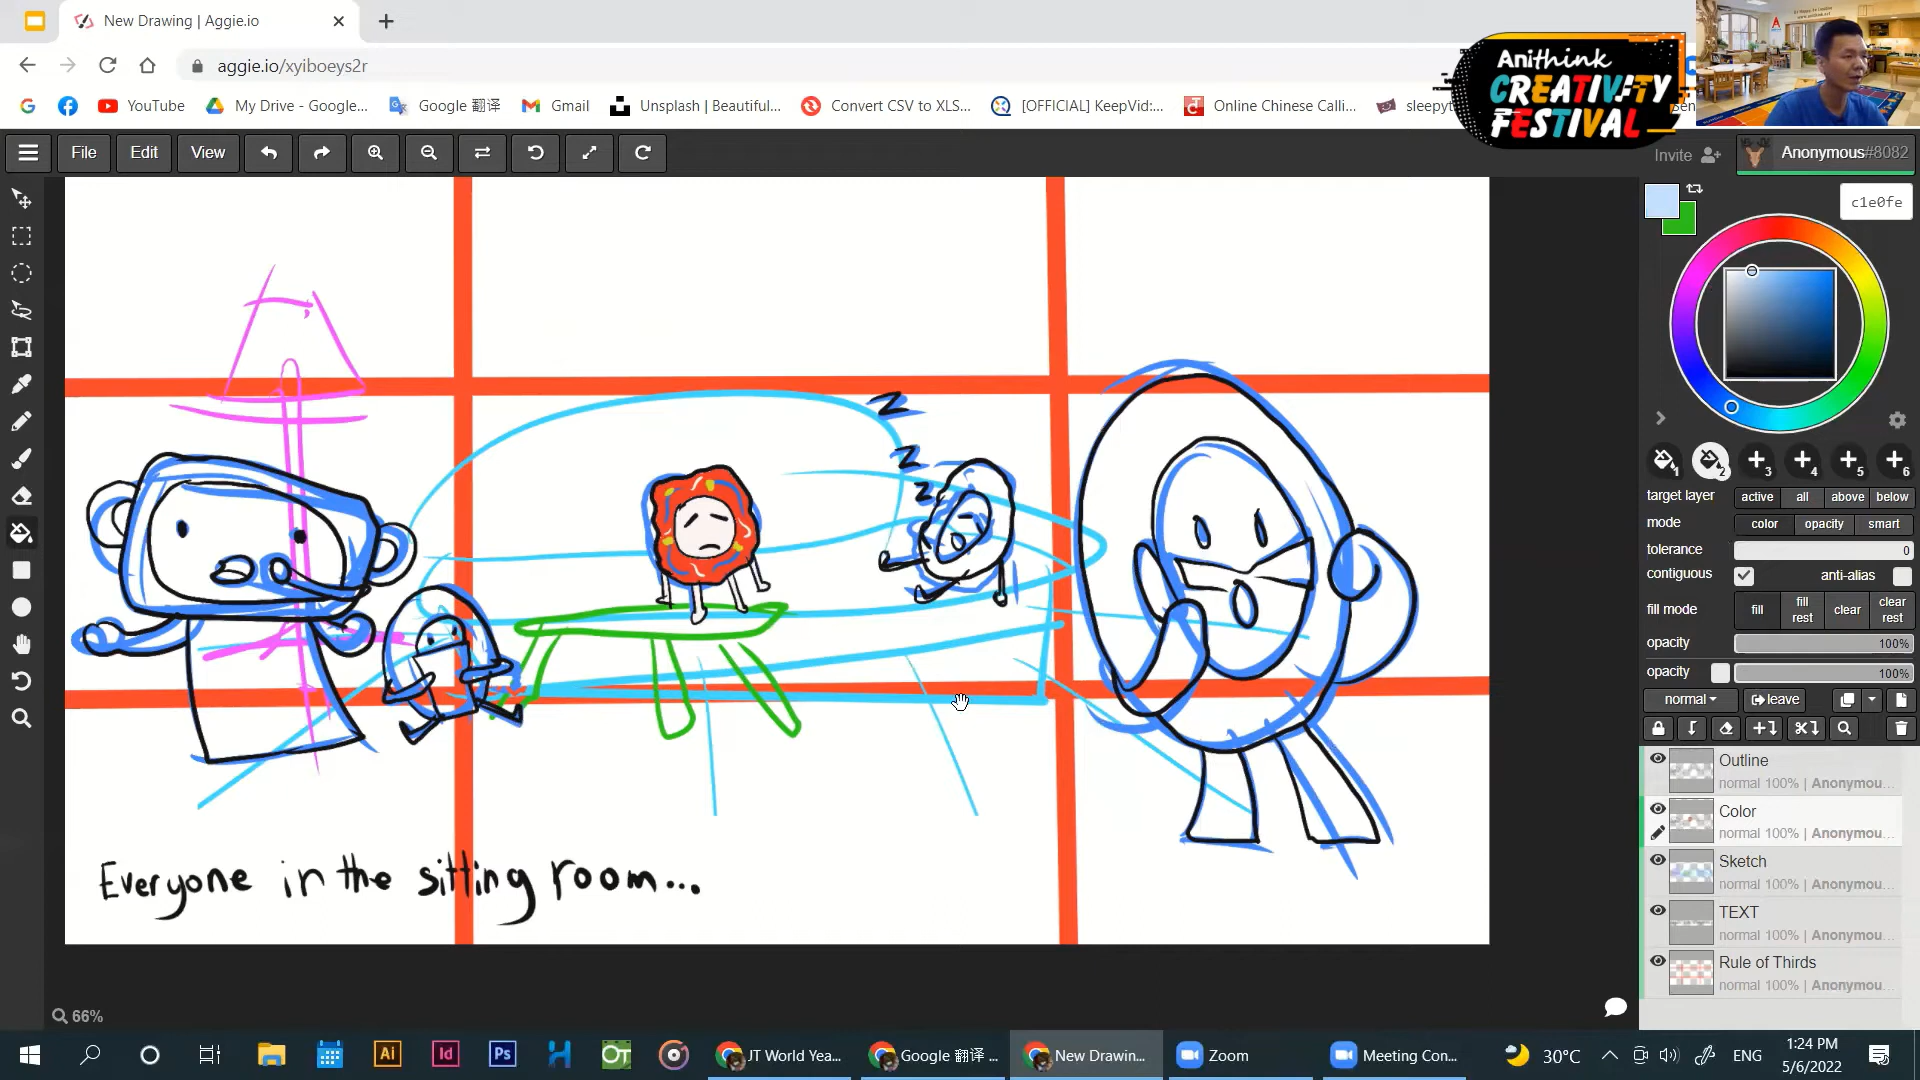 New Drawing | Aggie.io
aggie.io/xyiboeys2r
YouTube
My Drive - Google...
Google 翻译
Gmail
Unsplash | Beautiful...
Convert CSV to XLS...
[OFFICIAL] KeepVid:...
Online Chinese Calli...
AniThink
CREATIVITY
FESTIVAL
File
Edit
View
Invite
Anonymous#8082
c1e0fe
target layer
active
all
above
below
mode
color
opacity
smart
tolerance
0
contiguous
anti-alias
fill mode
fill
fill rest
clear
clear rest
opacity
100%
opacity
100%
normal
leave
Outline
normal 100% | Anonymou...
Color
normal 100% | Anonymou...
Sketch
normal 100% | Anonymou...
TEXT
normal 100% | Anonymou...
Rule of Thirds
normal 100% | Anonymou...
Z
Z
Z
Everyone in the sitting room...
66%
JT World Yea...
Google 翻译 ...
New Drawin...
Zoom
Meeting Con...
30°C
ENG
1:24 PM
5/6/2022